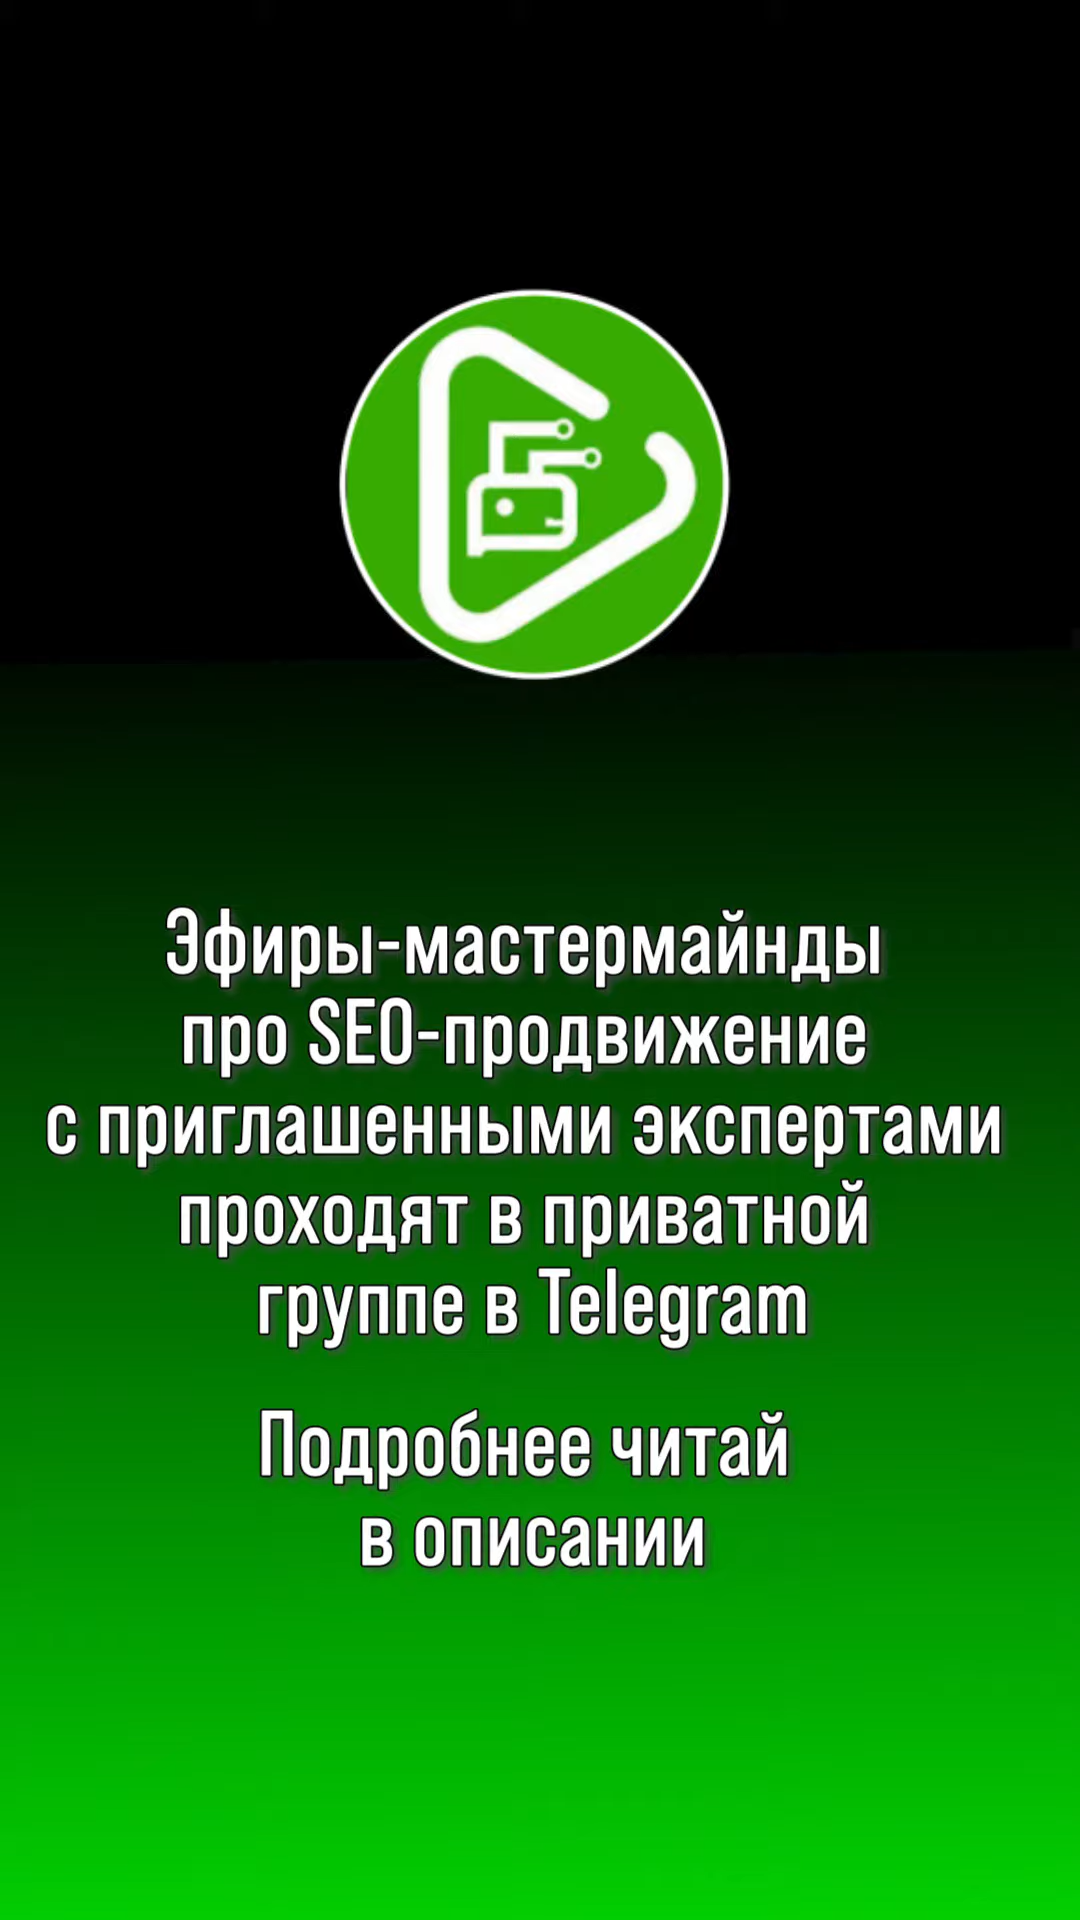 Эфиры-мастермайнды
про SEO-продвижение
с приглашенными экспертами
проходят в приватной
группе в Telegram
Подробнее читай
в описании